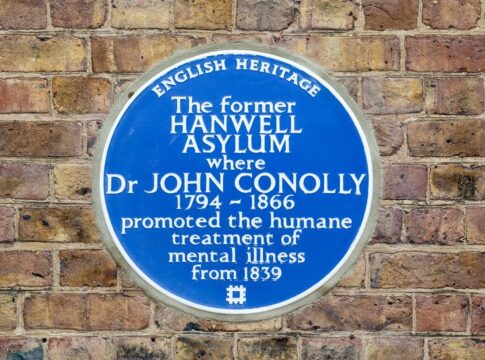 ENGLISH HERITAGE
The former
HANWELL
ASYLUM
where
Dr JOHN CONOLLY
1794 ~ 1866
promoted the humane
treatment of
mental illness
from 1839